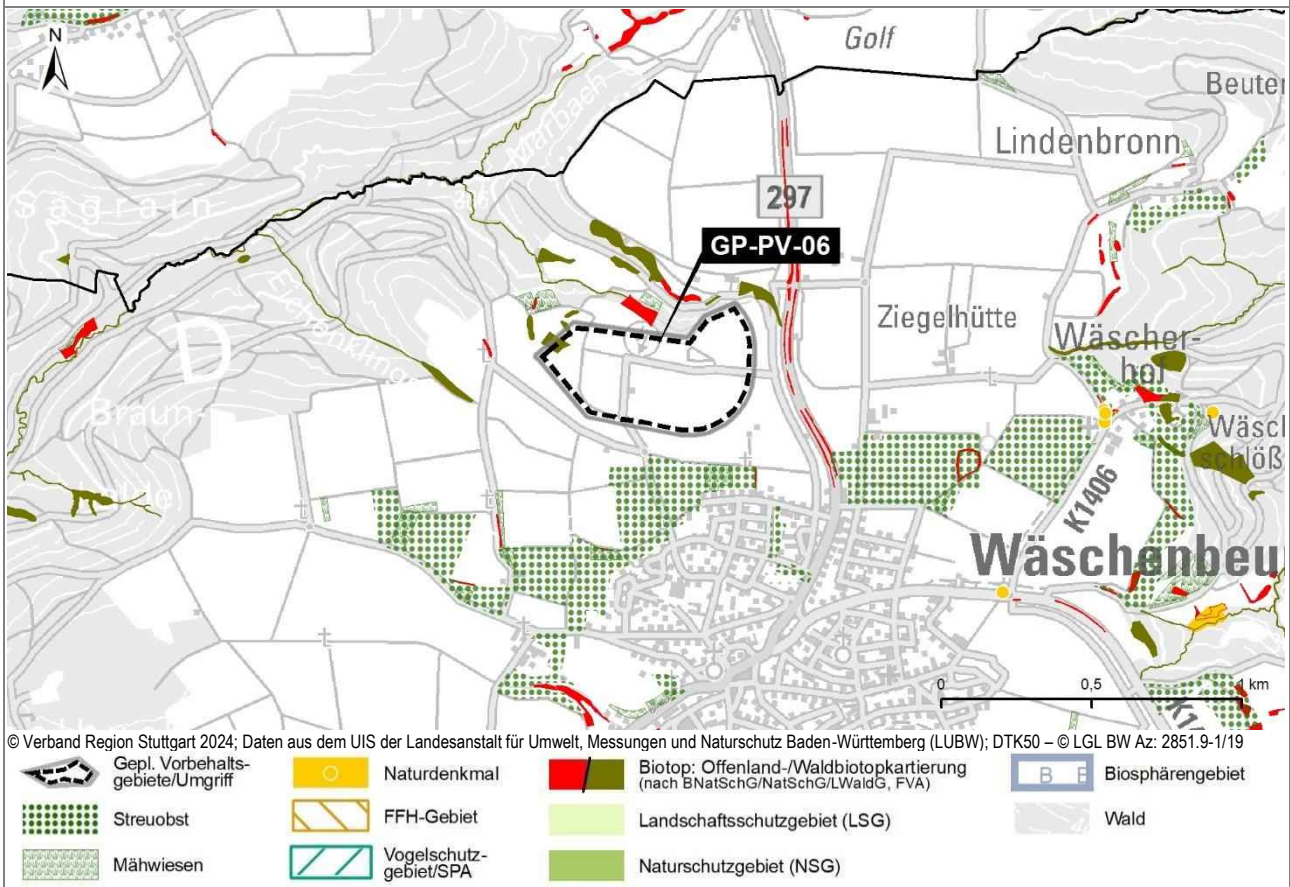 N
Golf
Marbach
Beuter
Lindenbronn
Sägrain
297
GP-PV-06
Ziegelhütte
Wäscher-
hof
D
Braun-
halde
Wäsch
schlöß
K1406
Wäschenbeu
0
0,5
1 km
K1
© Verband Region Stuttgart 2024; Daten aus dem UIS der Landesanstalt für Umwelt, Messungen und Naturschutz Baden-Württemberg (LUBW); DTK50 – © LGL BW Az: 2851.9-1/19
Gepl. Vorbehalts-
gebiete/Umgriff
Naturdenkmal
Biotop: Offenland-/Waldbiotopkartierung
(nach BNatSchG/NatSchG/LWaldG, FVA)
B
Biosphärengebiet
Streuobst
FFH-Gebiet
Landschaftsschutzgebiet (LSG)
Wald
Mähwiesen
Vogelschutz-
gebiet/SPA
Naturschutzgebiet (NSG)